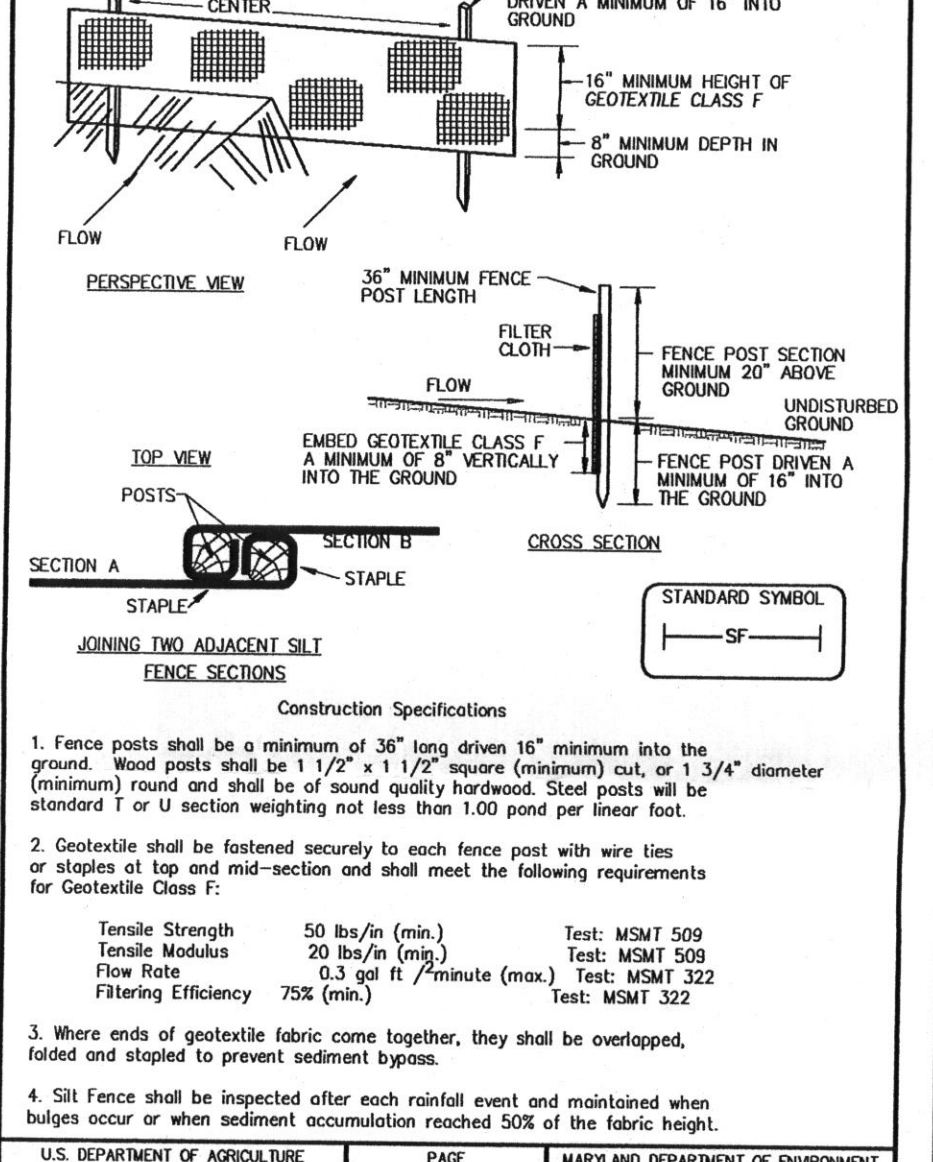 CENTER
DRIVEN A MINIMUM OF 16" INTO
GROUND
16" MINIMUM HEIGHT OF
GEOTEXTILE CLASS F
8" MINIMUM DEPTH IN
GROUND
FLOW
FLOW
PERSPECTIVE VIEW
36" MINIMUM FENCE
POST LENGTH
FILTER
CLOTH
FENCE POST SECTION
MINIMUM 20" ABOVE
GROUND
FLOW
UNDISTURBED
GROUND
EMBED GEOTEXTILE CLASS F
A MINIMUM OF 8" VERTICALLY
INTO THE GROUND
FENCE POST DRIVEN A
MINIMUM OF 16" INTO
THE GROUND
CROSS SECTION
TOP VIEW
POSTS
SECTION B
SECTION A
STAPLE
STAPLE
JOINING TWO ADJACENT SILT
FENCE SECTIONS
STANDARD SYMBOL
SF
Construction Specifications
1. Fence posts shall be a minimum of 36" long driven 16" minimum into the
ground. Wood posts shall be 1 1/2" x 1 1/2" square (minimum) cut, or 1 3/4" diameter
(minimum) round and shall be of sound quality hardwood. Steel posts will be
standard T or U section weighting not less than 1.00 pond per linear foot.
2. Geotextile shall be fastened securely to each fence post with wire ties
or staples at top and mid-section and shall meet the following requirements
for Geotextile Class F:
Tensile Strength 50 lbs/in (min.) Test: MSMT 509
Tensile Modulus 20 lbs/in (min.) Test: MSMT 509
Flow Rate 0.3 gal ft /²minute (max.) Test: MSMT 322
Filtering Efficiency 75% (min.) Test: MSMT 322
3. Where ends of geotextile fabric come together, they shall be overlapped,
folded and stapled to prevent sediment bypass.
4. Silt Fence shall be inspected after each rainfall event and maintained when
bulges occur or when sediment accumulation reached 50% of the fabric height.
U.S. DEPARTMENT OF AGRICULTURE PAGE MARYLAND DEPARTMENT OF ENVIRONMENT